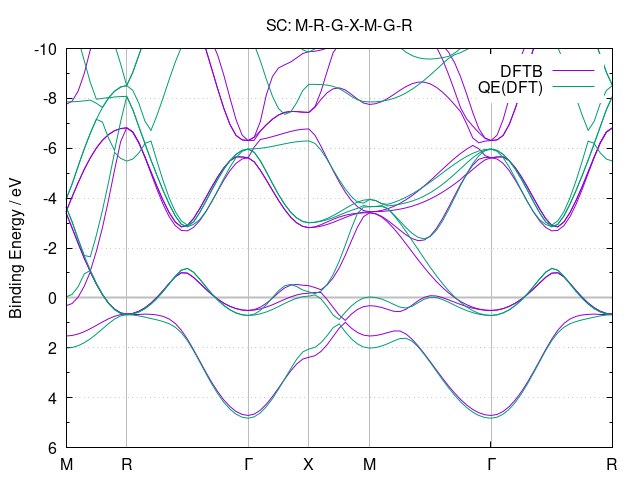 SC: M-R-G-X-M-G-R
-10
-8
-6
-4
-2
0
2
4
6
Binding Energy / eV
DFTB
QE(DFT)
M R Γ X M Γ R